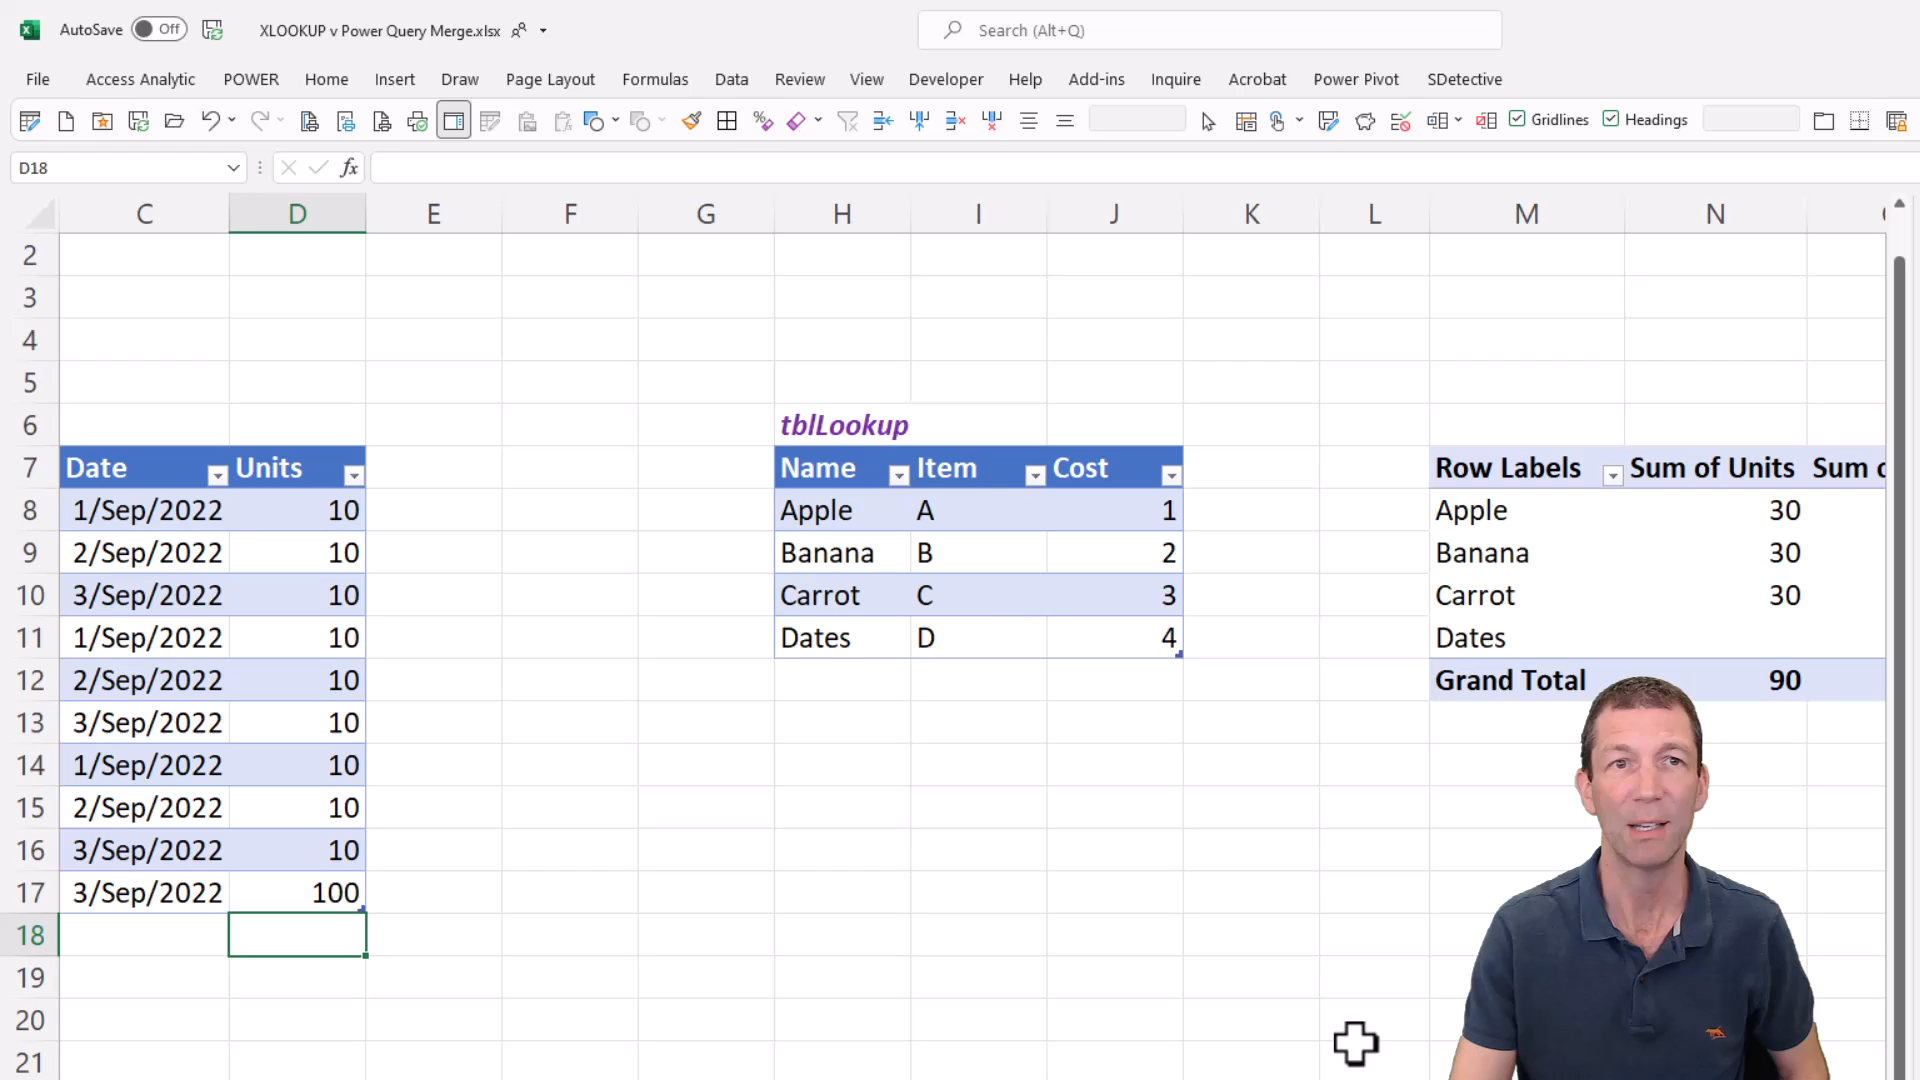 AutoSave Off XLOOKUP v Power Query Merge.xlsx Search (Alt+Q)
File Access Analytic POWER Home Insert Draw Page Layout Formulas Data Review View Developer Help Add-ins Inquire Acrobat Power Pivot SDetective
Gridlines Headings
D18 fx
C D E F G H I J K L M N
2
3
4
5
6 tblLookup
7 Date Units Name Item Cost Row Labels Sum of Units Sum
8 1/Sep/2022 10 Apple A 1 Apple 30
9 2/Sep/2022 10 Banana B 2 Banana 30
10 3/Sep/2022 10 Carrot C 3 Carrot 30
11 1/Sep/2022 10 Dates D 4 Dates
12 2/Sep/2022 10 Grand Total 90
13 3/Sep/2022 10
14 1/Sep/2022 10
15 2/Sep/2022 10
16 3/Sep/2022 10
17 3/Sep/2022 100
18
19
20
21